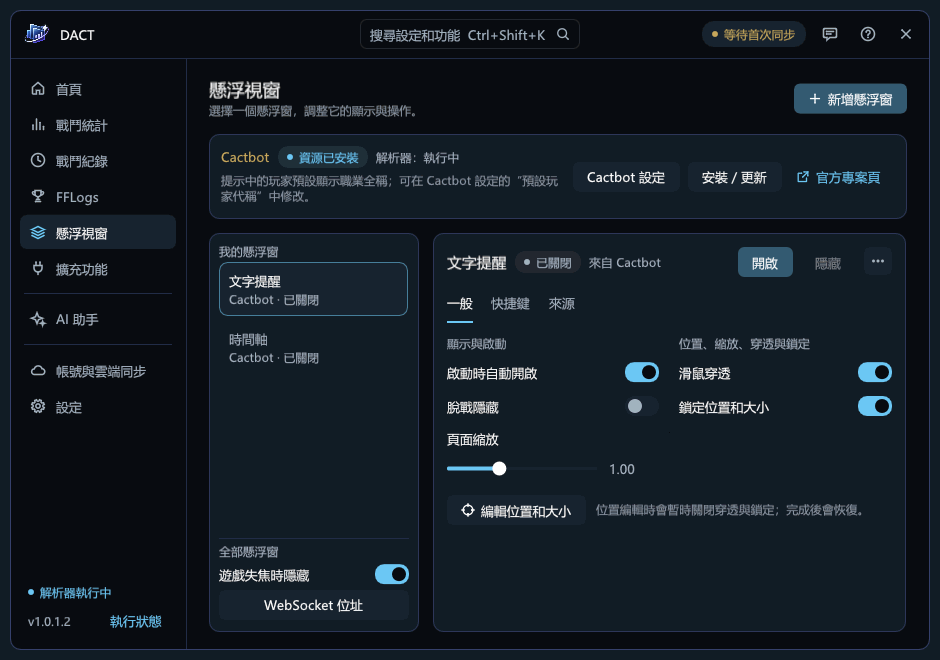 DACT
搜尋設定和功能 Ctrl+Shift+K
等待首次同步
首頁
戰鬥統計
戰鬥紀錄
FFLogs
懸浮視窗
擴充功能
AI 助手
帳號與雲端同步
設定
解析器執行中
v1.0.1.2 執行狀態
懸浮視窗
選擇一個懸浮窗，調整它的顯示與操作。
新增懸浮窗
Cactbot 資源已安裝 解析器：執行中
提示中的玩家預設顯示職業全稱；可在 Cactbot 設定的“預設玩
家代稱”中修改。
Cactbot 設定
安裝 / 更新
官方專案頁
我的懸浮窗
文字提醒
Cactbot · 已關閉
時間軸
Cactbot · 已關閉
全部懸浮窗
遊戲失焦時隱藏
WebSocket 位址
文字提醒 已關閉 來自 Cactbot
開啟 隱藏 ···
一般 快捷鍵 來源
顯示與啟動
啟動時自動開啟
脫戰隱藏
頁面縮放
1.00
位置、縮放、穿透與鎖定
滑鼠穿透
鎖定位置和大小
編輯位置和大小 位置編輯時會暫時關閉穿透與鎖定；完成後會恢復。